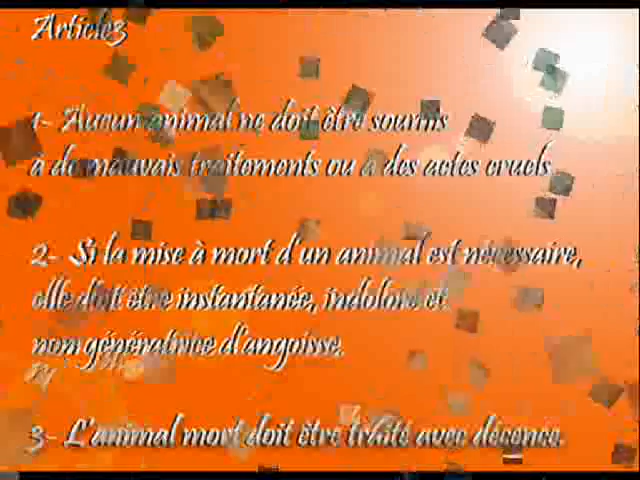 Article3
1- Aucun animal ne doit être soumis
à de mauvais traitements ou à des actes cruels
2- Si la mise à mort d'un animal est nécessaire,
elle doit être instantanée, indolore et
nom génératrice d'angoisse.
3- L'animal mort doit être traité avec décence.